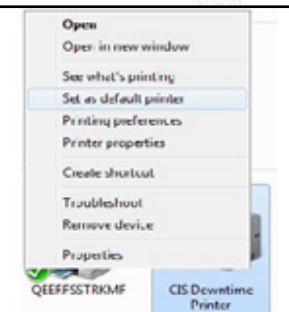 Open
Open in new window
See what's printing
Set as default printer
Printing preferences
Printer properties
Create shortcut
Troubleshoot
Remove device
Properties
QEEFFSSTRKMF
CIS Downtime
Printer